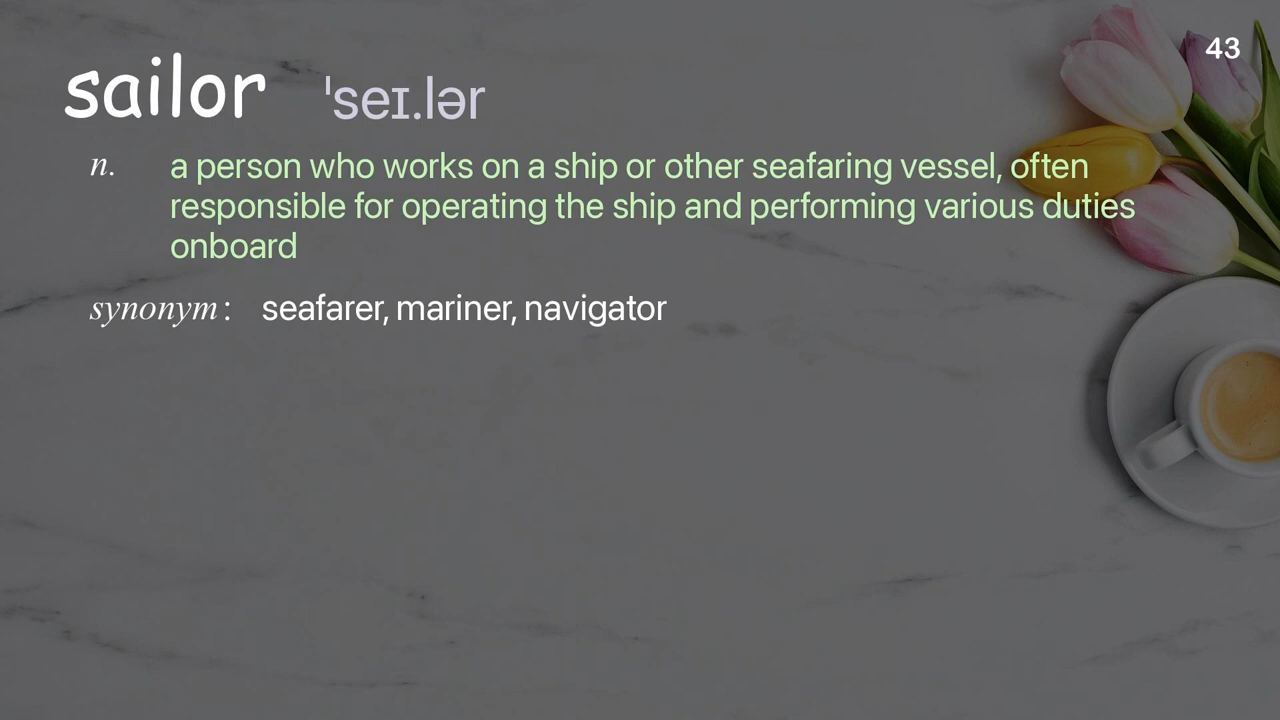 43
sailor ˈseɪ.lər
n. a person who works on a ship or other seafaring vessel, often
responsible for operating the ship and performing various duties
onboard
synonym: seafarer, mariner, navigator